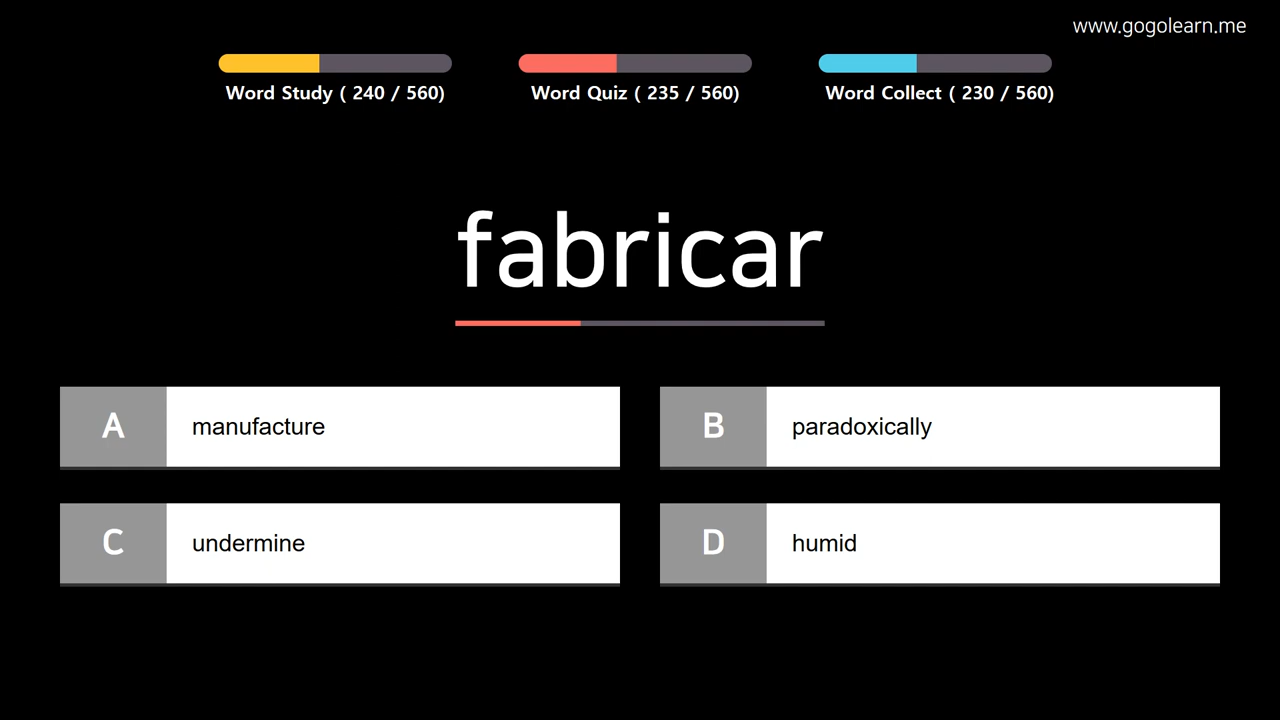 www.gogolearn.me
Word Study ( 240 / 560)
Word Quiz ( 235 / 560)
Word Collect ( 230 / 560)
fabricar
A manufacture
B paradoxically
C undermine
D humid